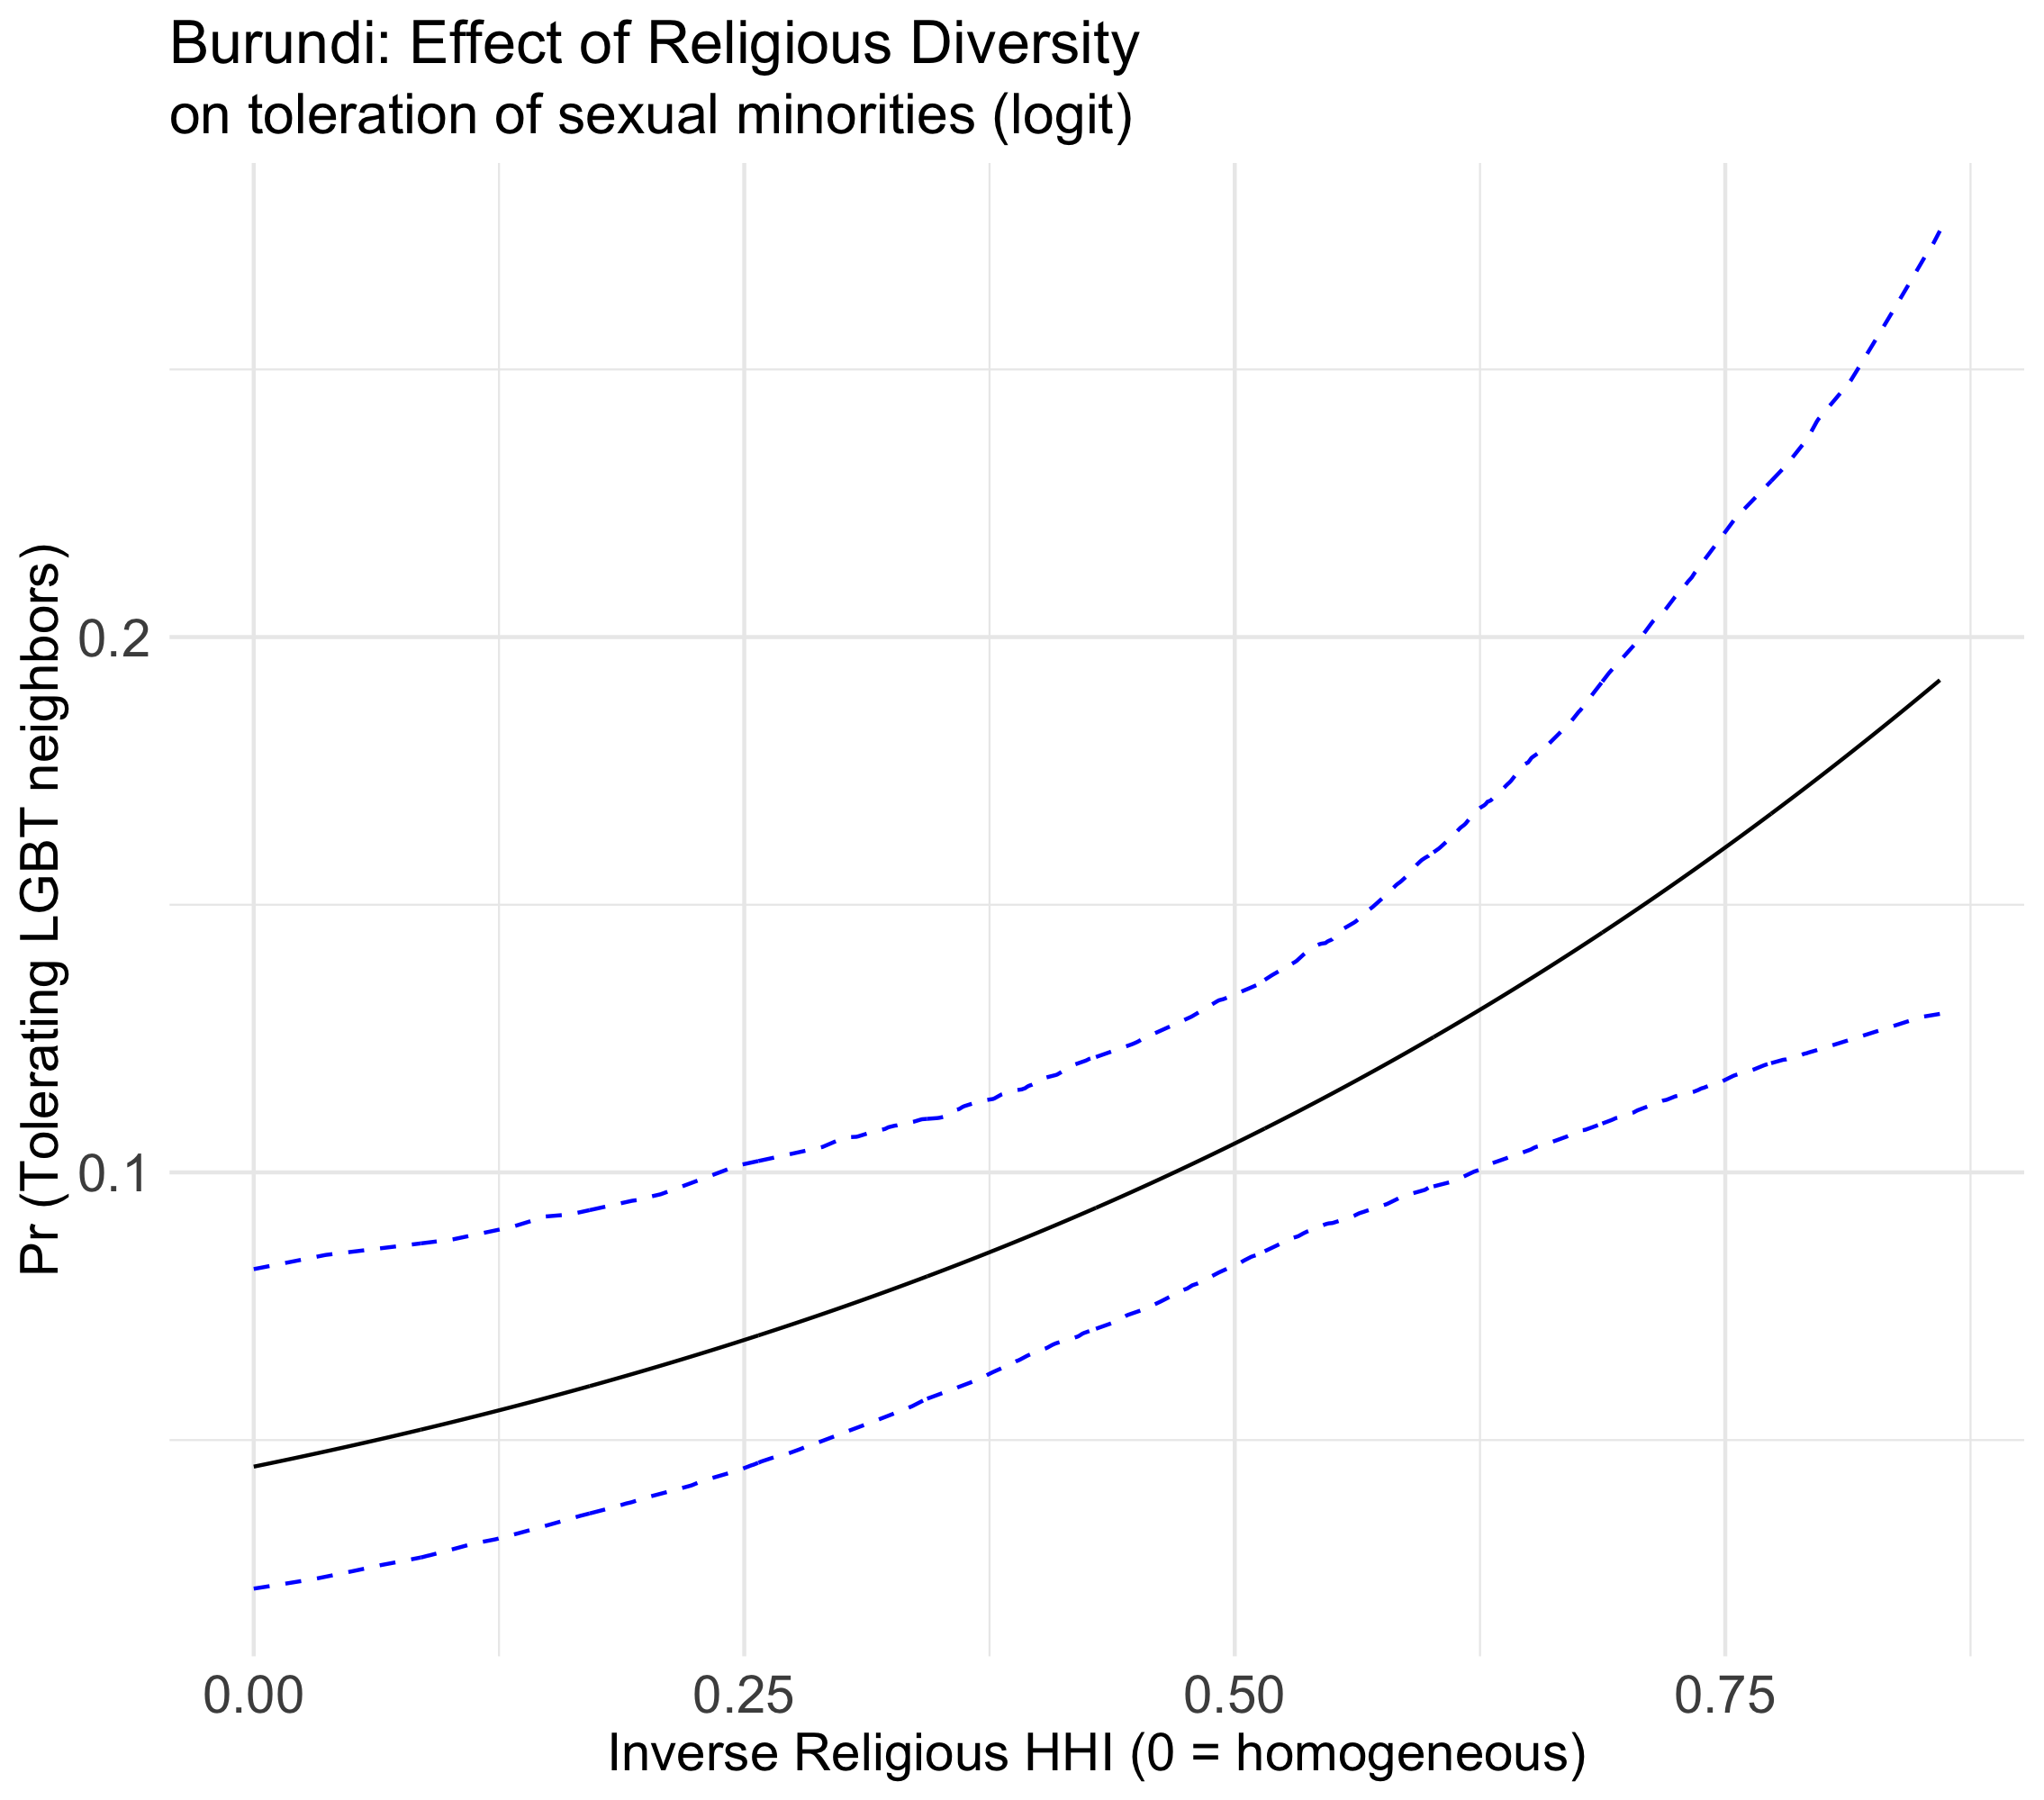 Burundi: Effect of Religious Diversity
on toleration of sexual minorities (logit)
Pr (Tolerating LGBT neighbors)
0.2
0.1
0.00
0.25
0.50
0.75
Inverse Religious HHI (0 = homogeneous)